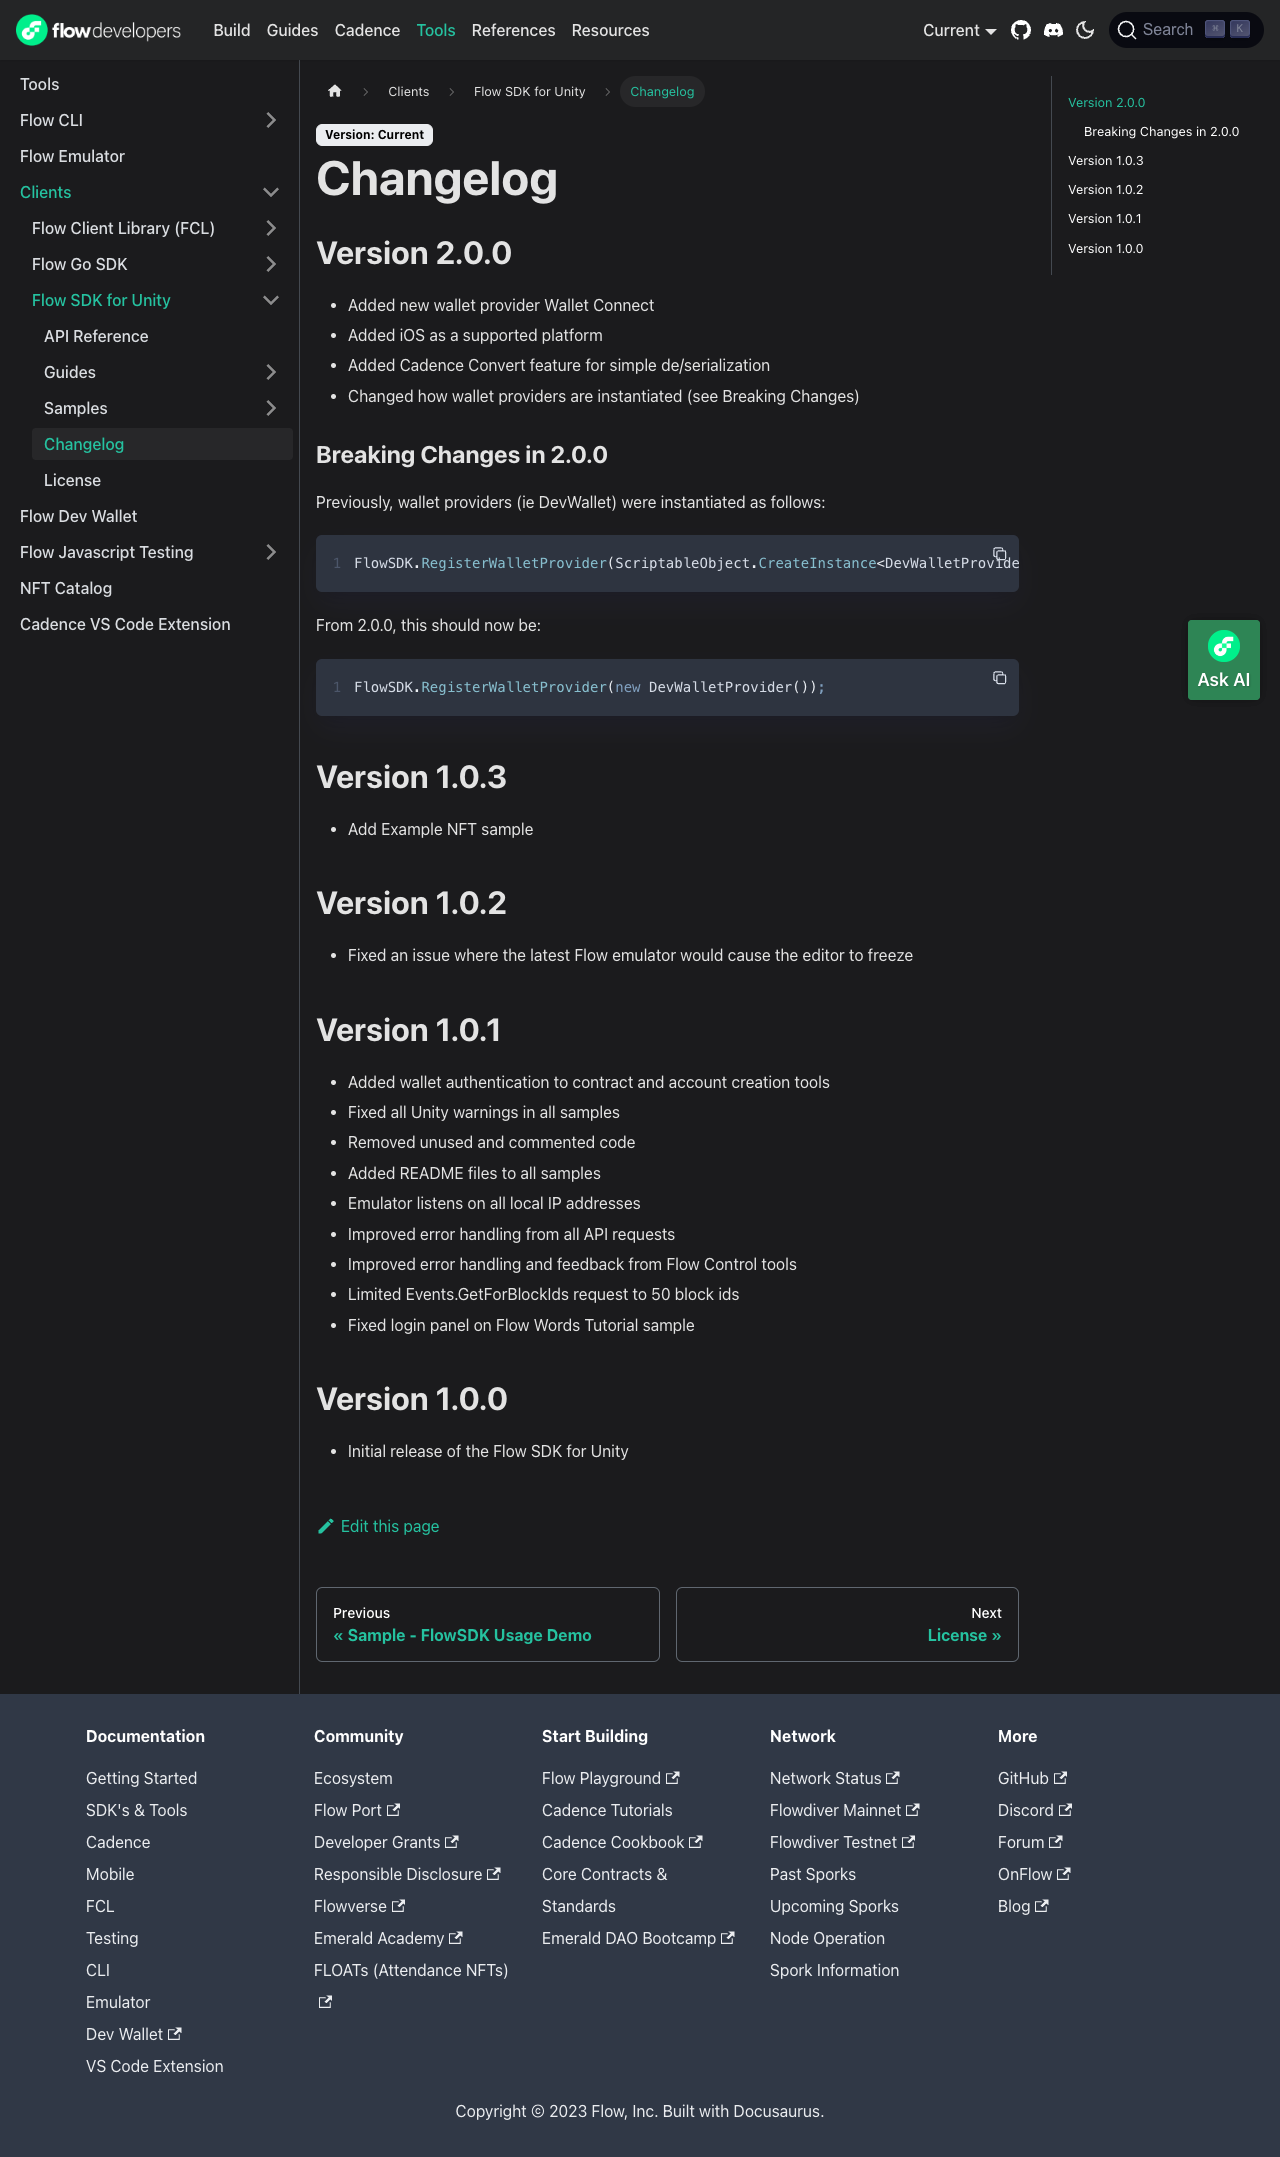 flowdevelopers
Build Guides Cadence Tools References Resources
Current
Search ⌘ K
Tools
Flow CLI
Flow Emulator
Clients
Flow Client Library (FCL)
Flow Go SDK
Flow SDK for Unity
API Reference
Guides
Samples
Changelog
License
Flow Dev Wallet
Flow Javascript Testing
NFT Catalog
Cadence VS Code Extension
Clients Flow SDK for Unity Changelog
Version: Current
Changelog
Version 2.0.0
• Added new wallet provider Wallet Connect
• Added iOS as a supported platform
• Added Cadence Convert feature for simple de/serialization
• Changed how wallet providers are instantiated (see Breaking Changes)
Breaking Changes in 2.0.0
Previously, wallet providers (ie DevWallet) were instantiated as follows:
1 FlowSDK.RegisterWalletProvider(ScriptableObject.CreateInstance<DevWalletProvide
From 2.0.0, this should now be:
1 FlowSDK.RegisterWalletProvider(new DevWalletProvider());
Version 1.0.3
• Add Example NFT sample
Version 1.0.2
• Fixed an issue where the latest Flow emulator would cause the editor to freeze
Version 1.0.1
• Added wallet authentication to contract and account creation tools
• Fixed all Unity warnings in all samples
• Removed unused and commented code
• Added README files to all samples
• Emulator listens on all local IP addresses
• Improved error handling from all API requests
• Improved error handling and feedback from Flow Control tools
• Limited Events.GetForBlockIds request to 50 block ids
• Fixed login panel on Flow Words Tutorial sample
Version 1.0.0
• Initial release of the Flow SDK for Unity
Edit this page
Previous
« Sample - FlowSDK Usage Demo
Next
License »
Version 2.0.0
Breaking Changes in 2.0.0
Version 1.0.3
Version 1.0.2
Version 1.0.1
Version 1.0.0
Ask AI
Documentation
Getting Started
SDK's & Tools
Cadence
Mobile
FCL
Testing
CLI
Emulator
Dev Wallet
VS Code Extension
Community
Ecosystem
Flow Port
Developer Grants
Responsible Disclosure
Flowverse
Emerald Academy
FLOATs (Attendance NFTs)
Start Building
Flow Playground
Cadence Tutorials
Cadence Cookbook
Core Contracts &
Standards
Emerald DAO Bootcamp
Network
Network Status
Flowdiver Mainnet
Flowdiver Testnet
Past Sporks
Upcoming Sporks
Node Operation
Spork Information
More
GitHub
Discord
Forum
OnFlow
Blog
Copyright © 2023 Flow, Inc. Built with Docusaurus.